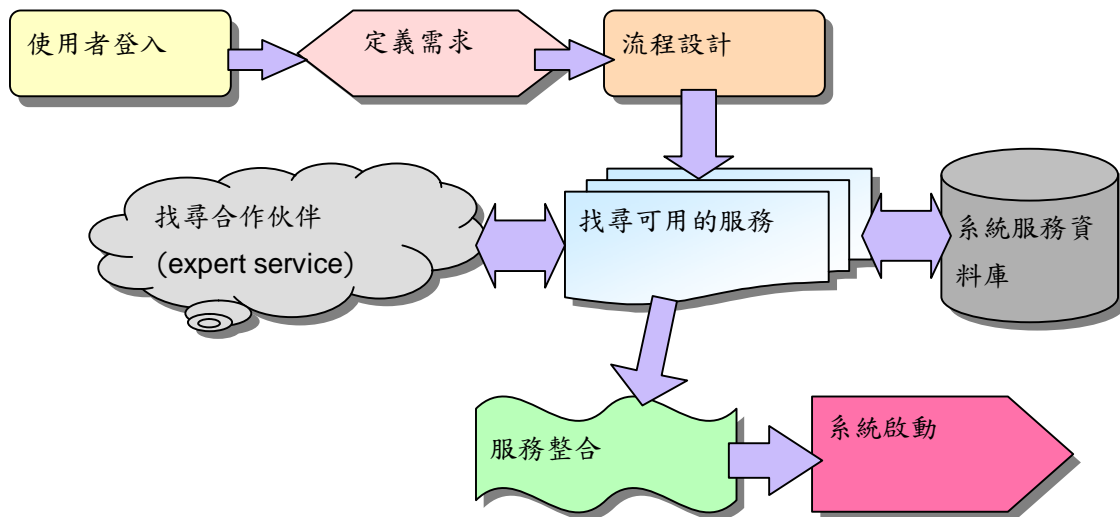 使用者登入
定義需求
流程設計
找尋合作伙伴
(expert service)
找尋可用的服務
系統服務資
料庫
服務整合
系統啟動